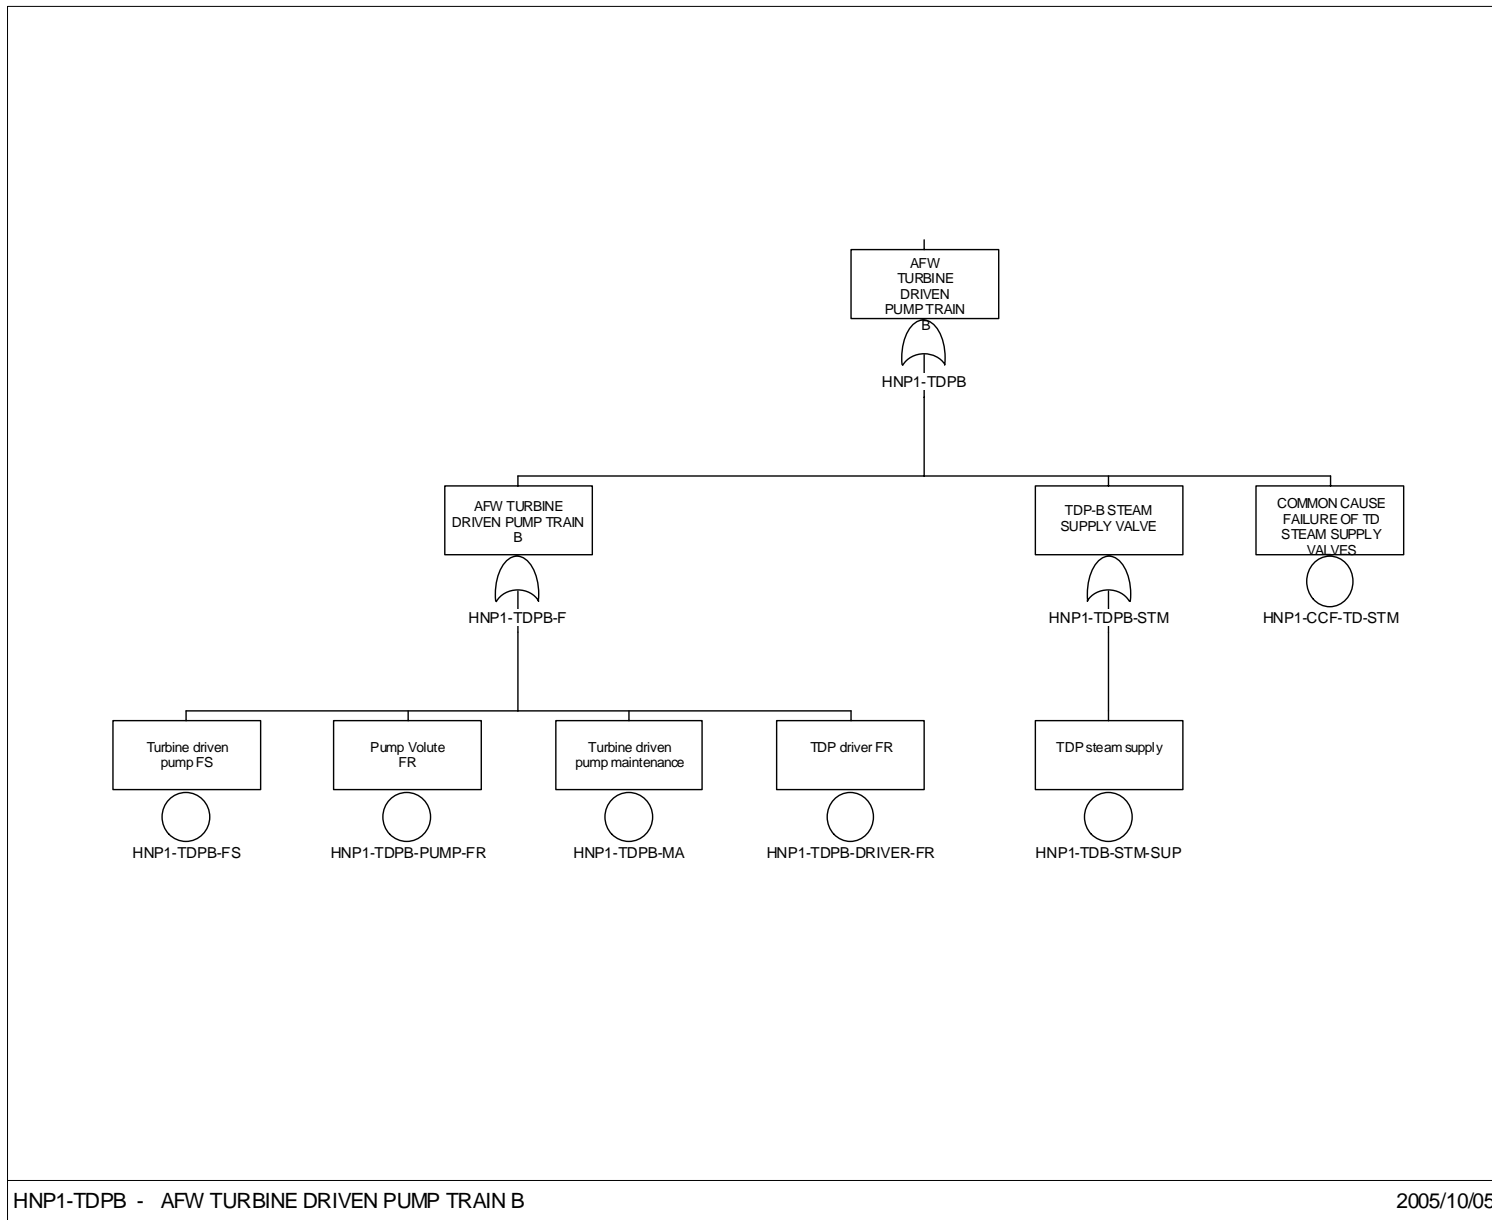 AFW
TURBINE
DRIVEN
PUMP TRAIN
B
HNP1-TDPB
AFW TURBINE
DRIVEN PUMP TRAIN
B
HNP1-TDPB-F
TDP-B STEAM
SUPPLY VALVE
HNP1-TDPB-STM
COMMON CAUSE
FAILURE OF TD
STEAM SUPPLY
VALVES
HNP1-CCF-TD-STM
Turbine driven
pump FS
HNP1-TDPB-FS
Pump Volute
FR
HNP1-TDPB-PUMP-FR
Turbine driven
pump maintenance
HNP1-TDPB-MA
TDP driver FR
HNP1-TDPB-DRIVER-FR
TDP steam supply
HNP1-TDB-STM-SUP
HNP1-TDPB - AFW TURBINE DRIVEN PUMP TRAIN B
2005/10/05